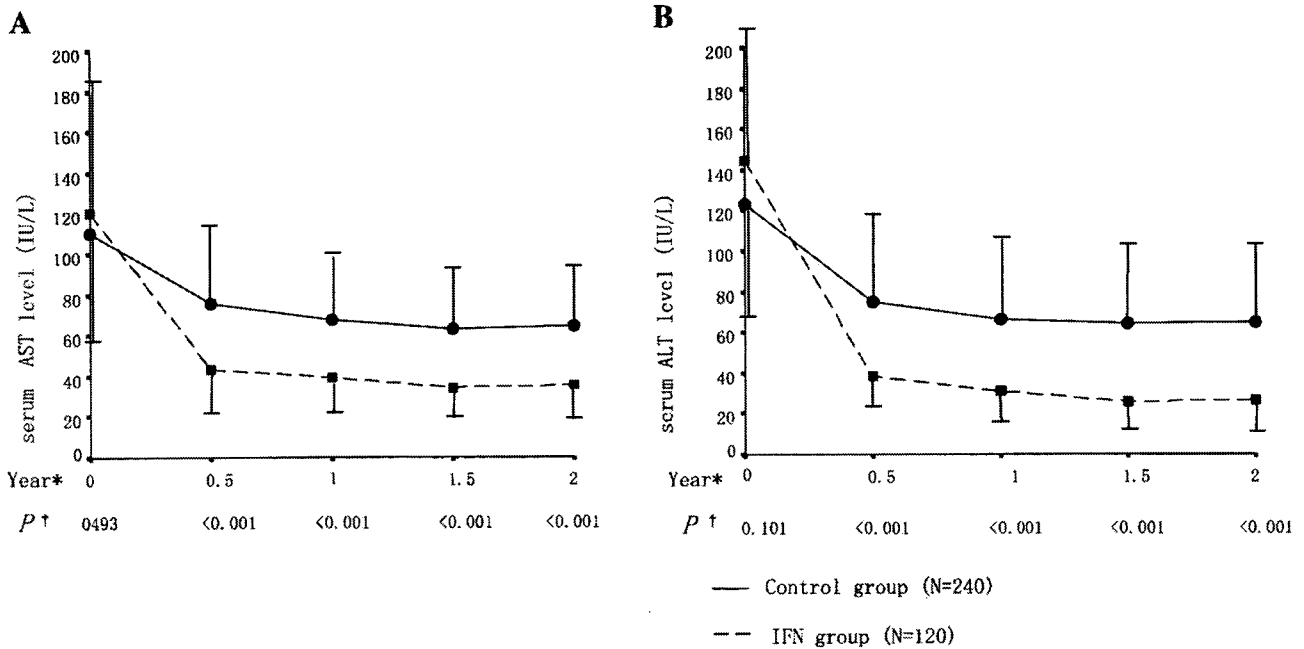 A
200
180
160
140
120
100
80
60
40
20
0
serum AST level (IU/L)
Year* 0 0.5 1 1.5 2
P† 0493 <0.001 <0.001 <0.001 <0.001
B
200
180
160
140
120
100
80
60
40
20
0
serum ALT level (IU/L)
Year* 0 0.5 1 1.5 2
P† 0.101 <0.001 <0.001 <0.001 <0.001
Control group (N=240)
IFN group (N=120)